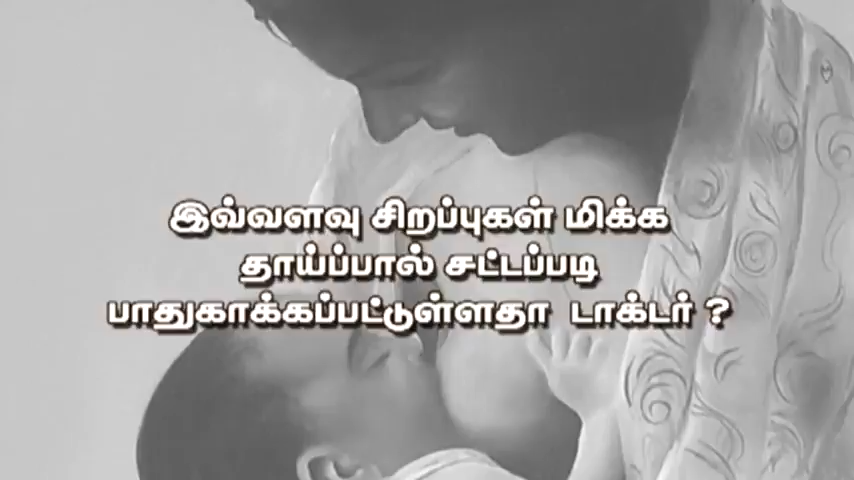 இவ்வளவு சிறப்புகள் மிக்க
தாய்ப்பால் சட்டப்படி
பாதுகாக்கப்பட்டுள்ளதா டாக்டர் ?